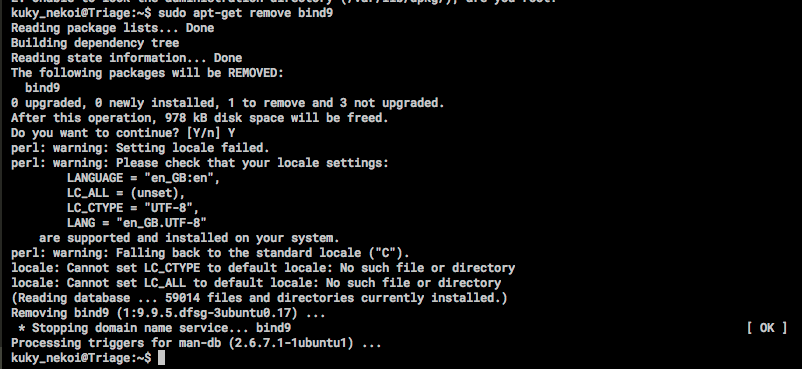 kuky_nekoi@Triage:~$ sudo apt-get remove bind9
Reading package lists... Done
Building dependency tree
Reading state information... Done
The following packages will be REMOVED:
  bind9
0 upgraded, 0 newly installed, 1 to remove and 3 not upgraded.
After this operation, 978 kB disk space will be freed.
Do you want to continue? [Y/n] Y
perl: warning: Setting locale failed.
perl: warning: Please check that your locale settings:
        LANGUAGE = "en_GB:en",
        LC_ALL = (unset),
        LC_CTYPE = "UTF-8",
        LANG = "en_GB.UTF-8"
    are supported and installed on your system.
perl: warning: Falling back to the standard locale ("C").
locale: Cannot set LC_CTYPE to default locale: No such file or directory
locale: Cannot set LC_ALL to default locale: No such file or directory
(Reading database ... 59014 files and directories currently installed.)
Removing bind9 (1:9.9.5.dfsg-3ubuntu0.17) ...
 * Stopping domain name service... bind9 [ OK ]
Processing triggers for man-db (2.6.7.1-1ubuntu1) ...
kuky_nekoi@Triage:~$